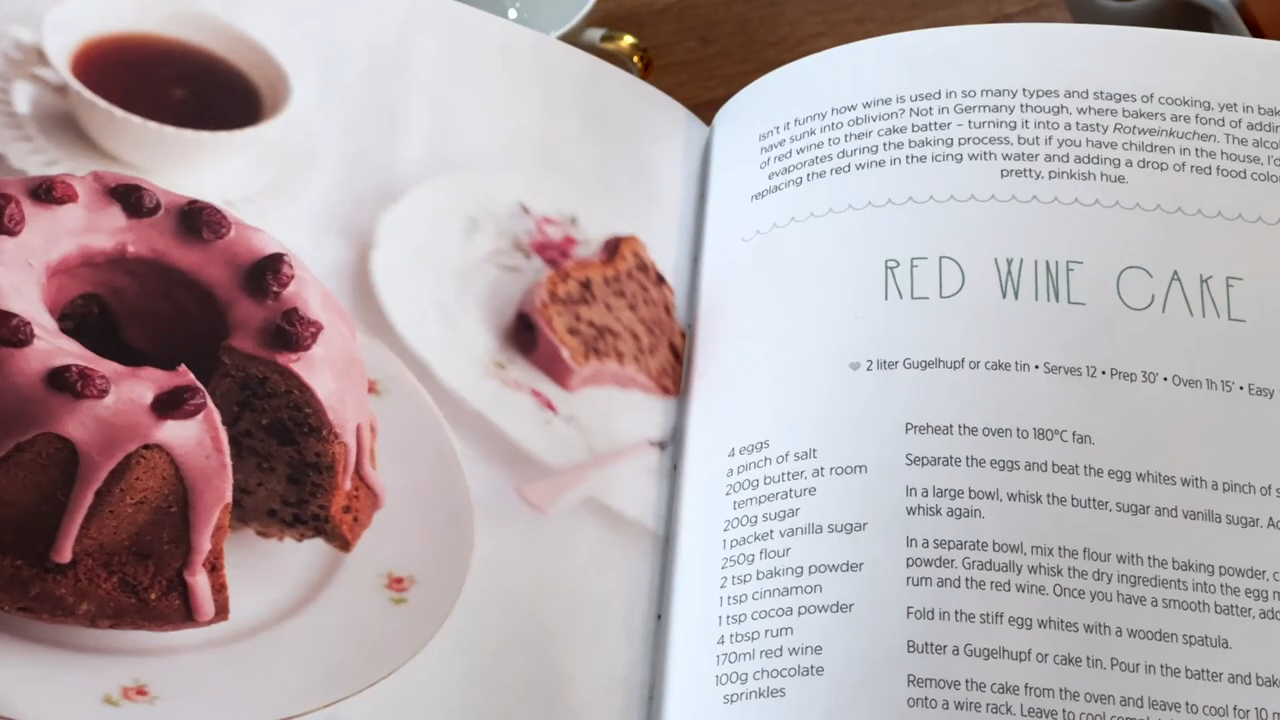 Isn't it funny how wine is used in so many types and stages of cooking, yet in
have sunk into oblivion? Not in Germany though, where bakers are fond of
of red wine to their cake batter – turning it into a tasty Rotweinkuchen. The
evaporates during the baking process, but if you have children in the house,
replacing the red wine in the icing with water and adding a drop of red food
pretty, pinkish hue.
RED WINE CAKE
2 liter Gugelhupf or cake tin • Serves 12 • Prep 30' • Oven 1h 15' • Easy
4 eggs
a pinch of salt
200g butter, at room
temperature
200g sugar
1 packet vanilla sugar
250g flour
2 tsp baking powder
1 tsp cinnamon
1 tsp cocoa powder
4 tbsp rum
170ml red wine
100g chocolate
sprinkles
Preheat the oven to 180°C fan.
Separate the eggs and beat the egg whites with a pinch of
In a large bowl, whisk the butter, sugar and vanilla sugar.
whisk again.
In a separate bowl, mix the flour with the baking powder,
powder. Gradually whisk the dry ingredients into the egg
rum and the red wine. Once you have a smooth batter,
Fold in the stiff egg whites with a wooden spatula.
Butter a Gugelhupf or cake tin. Pour in the batter and
Remove the cake from the oven and leave to cool for 10
onto a wire rack. Leave to cool